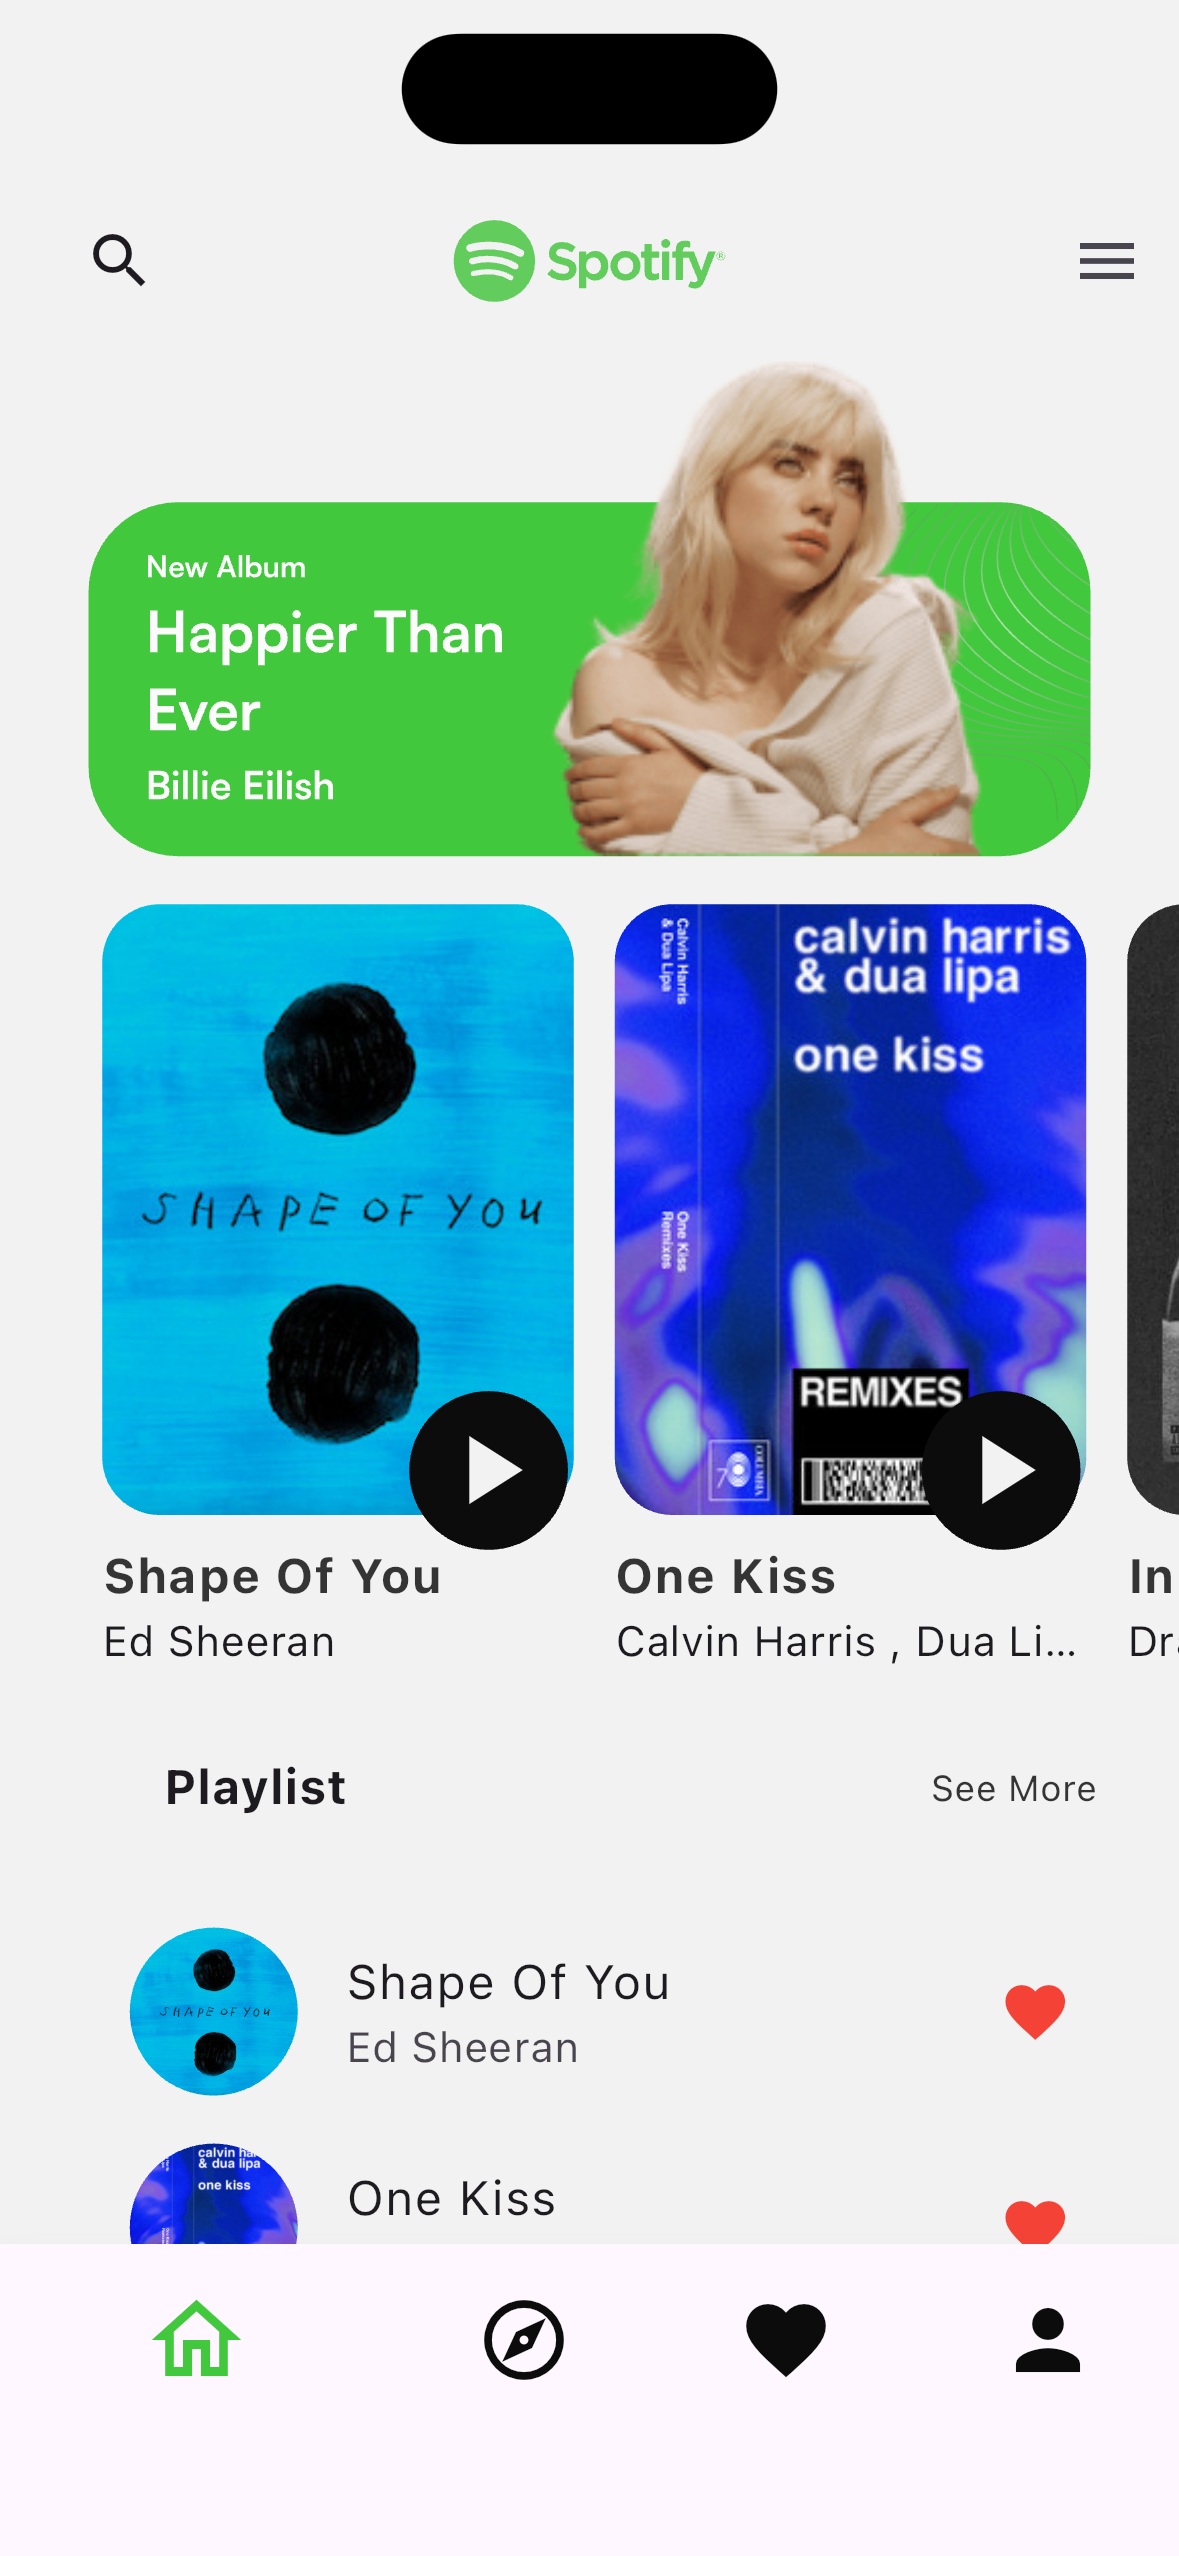 Spotify®
New Album
Happier Than
Ever
Billie Eilish
SHAPE OF YOU
Calvin Harris
& Dua Lipa
One Kiss
Remixes
calvin harris
& dua lipa
one kiss
REMIXES
COLUMBIA
Shape Of You
Ed Sheeran
One Kiss
Calvin Harris , Dua Li...
In
Dr
Playlist
See More
SHAPE OF YOU
Shape Of You
Ed Sheeran
calvin har
& dua lipa
one kiss
One Kiss